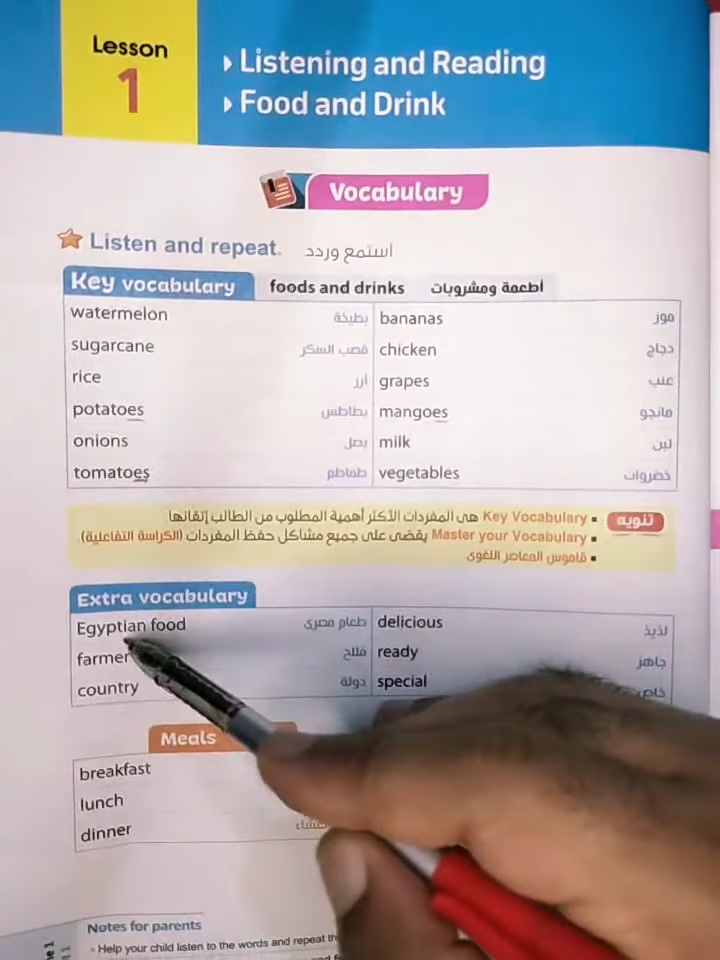 Lesson
1
Listening and Reading
Food and Drink
Vocabulary
Listen and repeat. استمع وردد
Key vocabulary foods and drinks أطعمة ومشروبات
watermelon بطيخة bananas موز
sugarcane قصب السكر chicken دجاج
rice أرز grapes عنب
potatoes بطاطس mangoes مانجو
onions بصل milk لبن
tomatoes طماطم vegetables خضروات
تنويه ▪ Key Vocabulary هى المفردات الأكثر أهمية المطلوب من الطالب إتقانها
▪ Master your Vocabulary يقضى على جميع مشاكل حفظ المفردات (الكراسة التفاعلية).
▪ قاموس المعاصر اللغوى
Extra vocabulary
Egyptian food طعام مصرى delicious لذيذ
farmer فلاح ready جاهز
country دولة special خاص
Meals
breakfast
lunch
dinner
Notes for parents
Help your child listen to the words and repeat